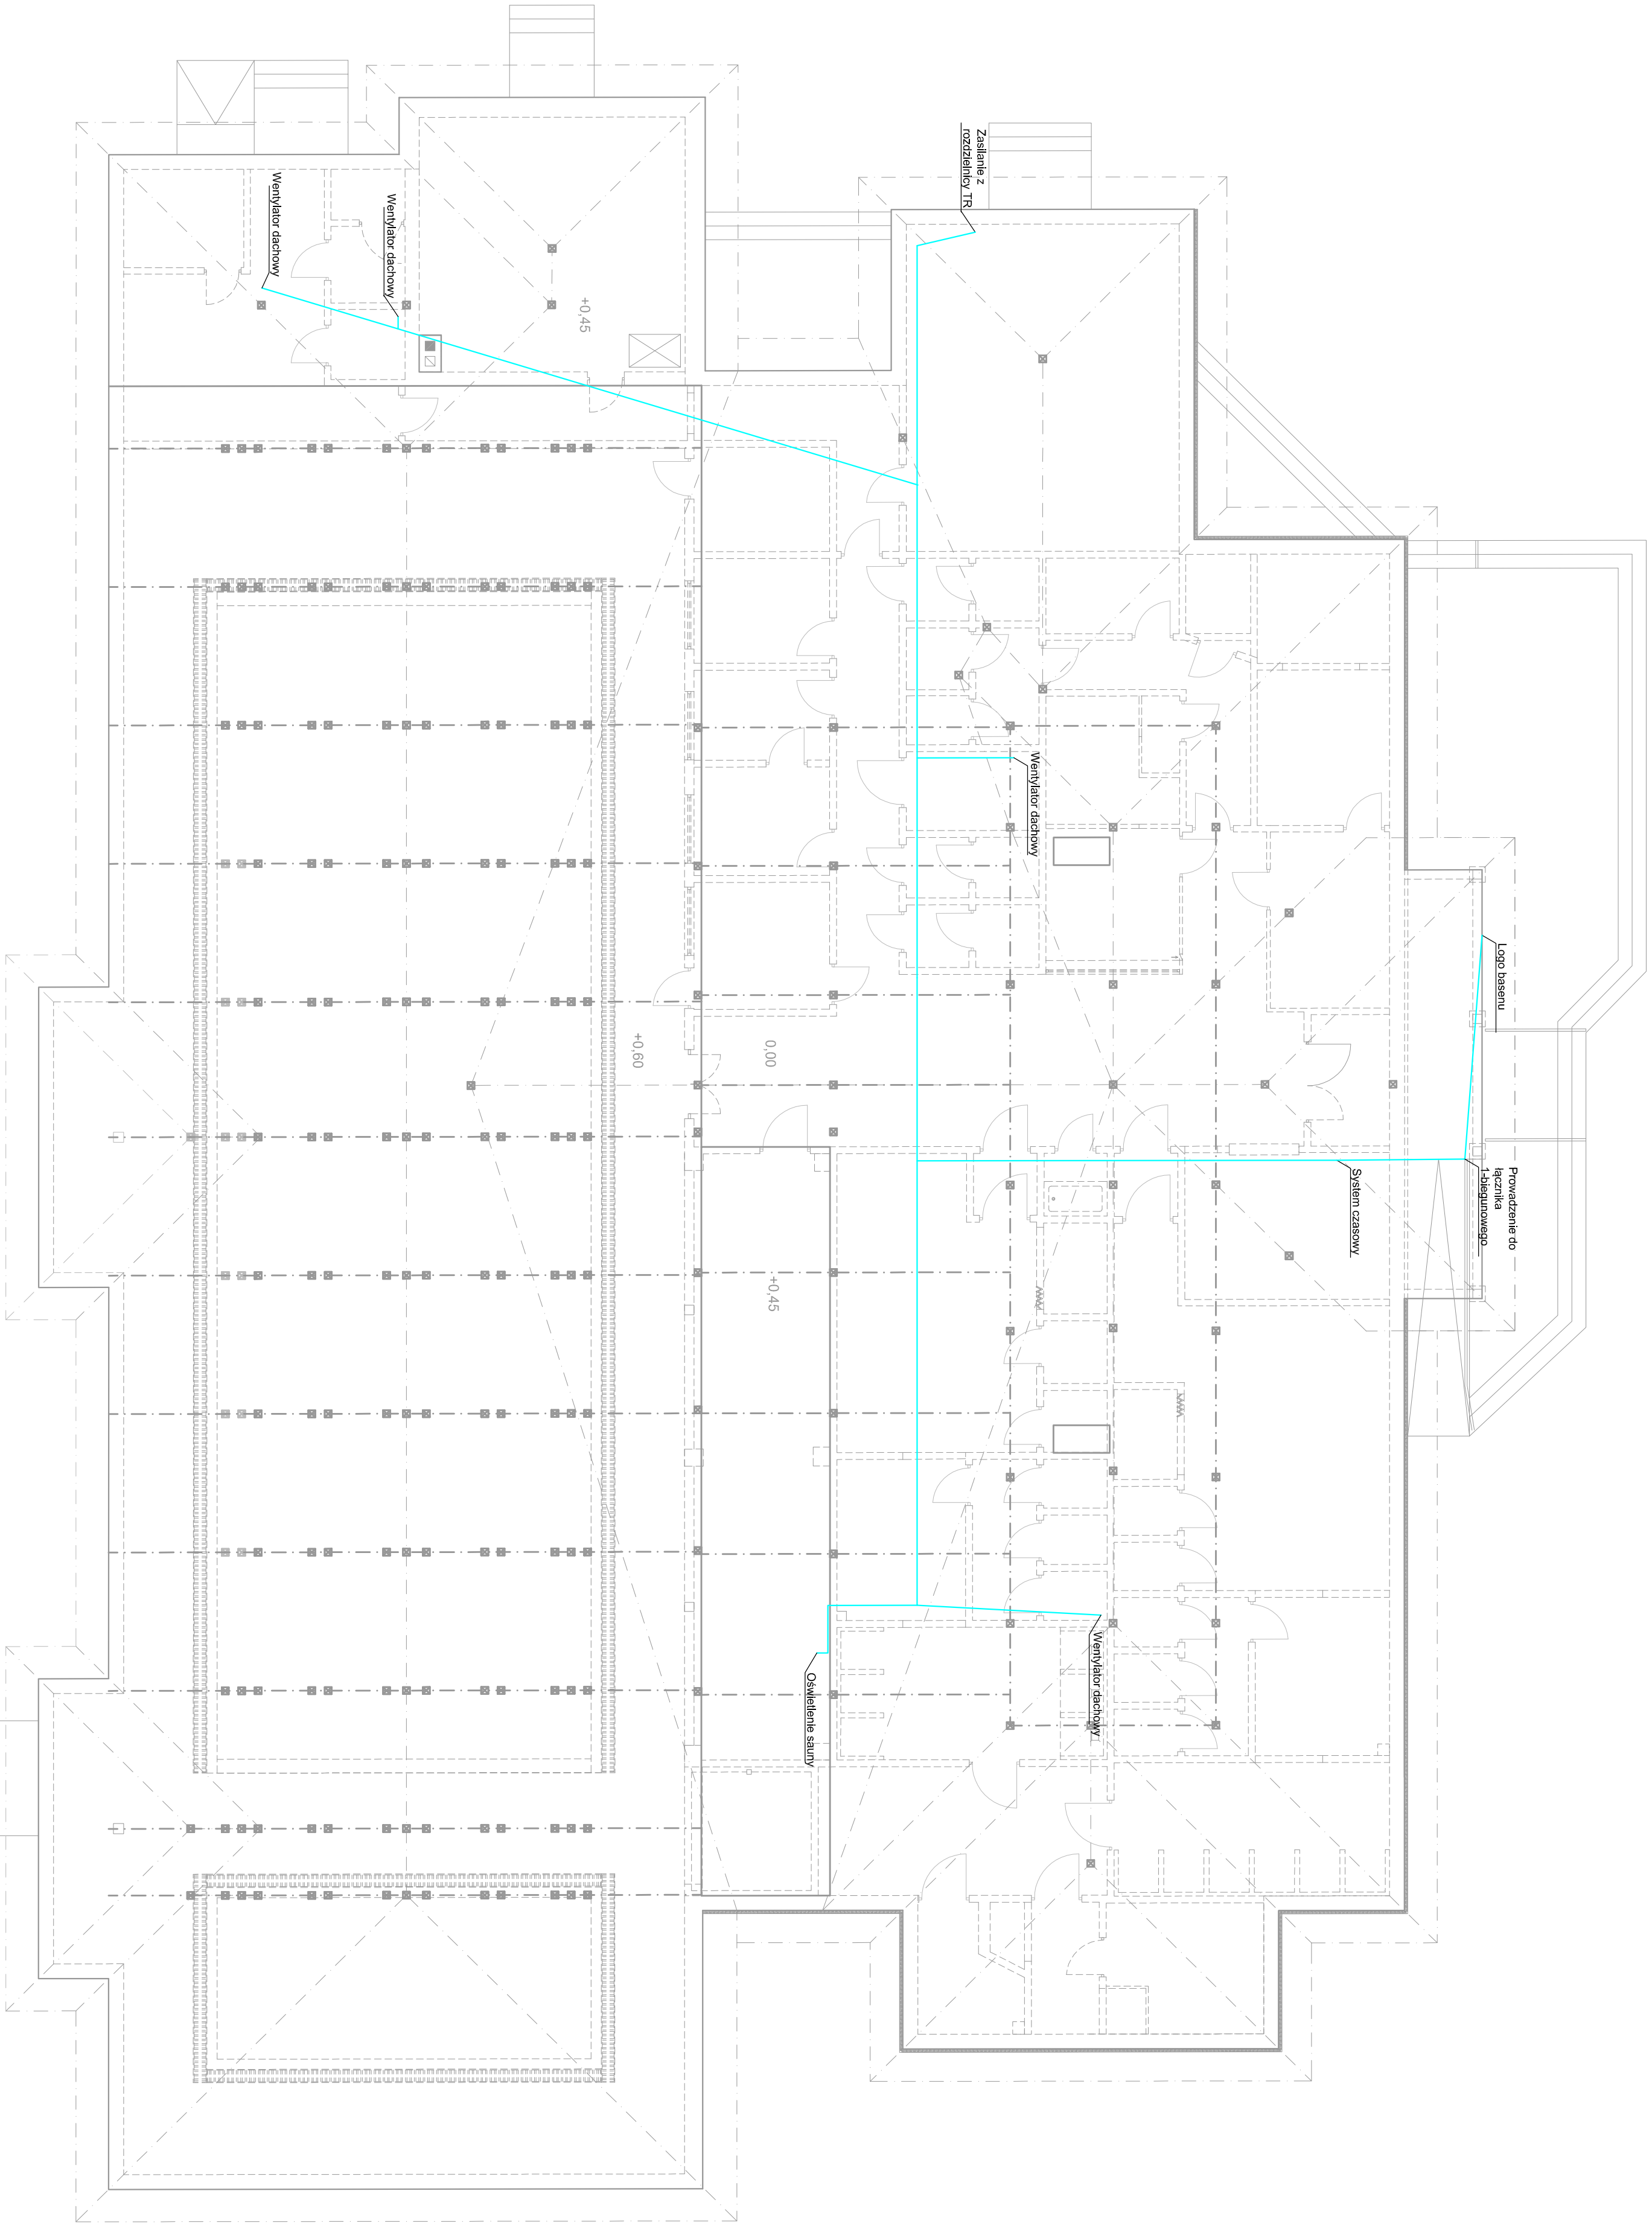 Zasilanie z
rozdzielnicy TR
Wentylator dachowy
Wentylator dachowy
+0,45
Wentylator dachowy
Logo basenu
+0,60
0,00
Prowadzenie do
łącznika
1-biegunowego
System czasowy
+0,45
Wentylator dachowy
Oświetlenie sauny